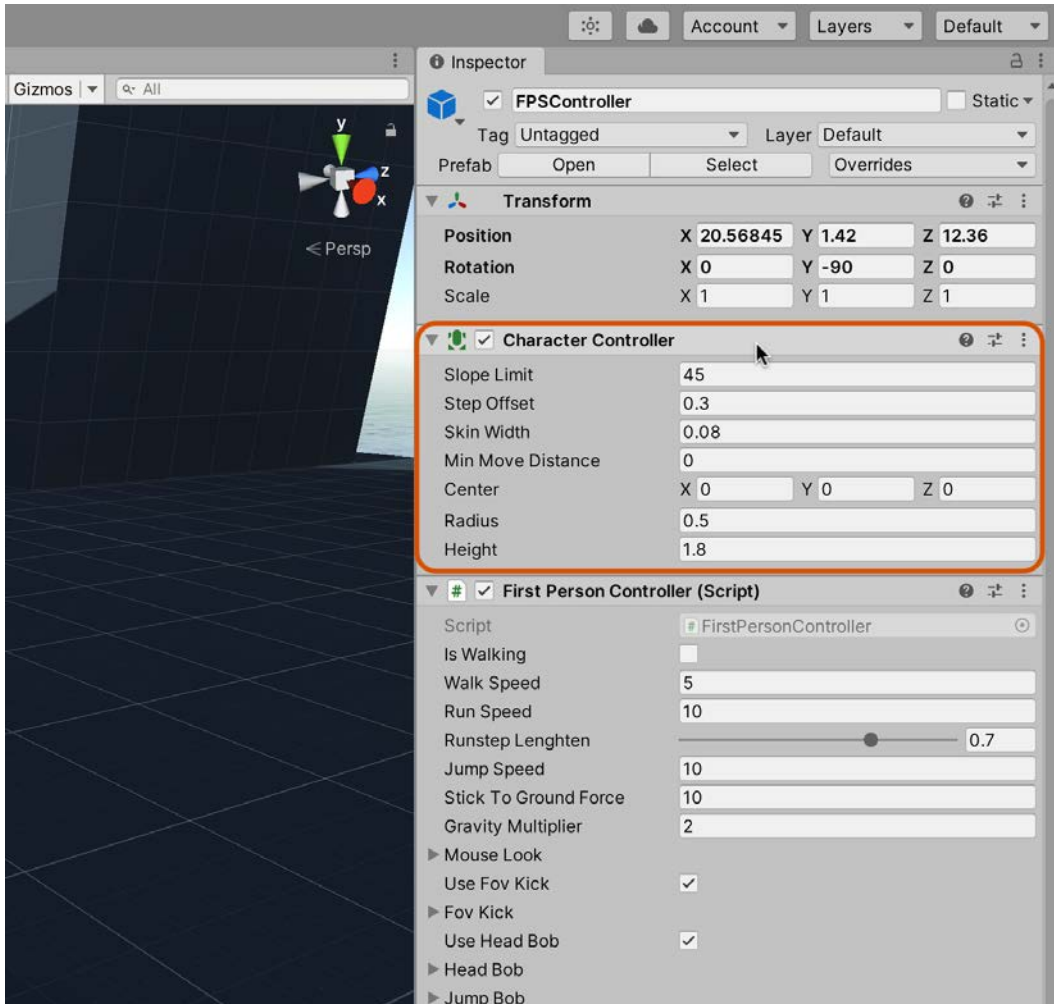 Account Layers Default
Inspector
Gizmos All
FPSController Static
Tag Untagged Layer Default
Prefab Open Select Overrides
y
z
x
Persp
Transform
Position X 20.56845 Y 1.42 Z 12.36
Rotation X 0 Y -90 Z 0
Scale X 1 Y 1 Z 1
Character Controller
Slope Limit 45
Step Offset 0.3
Skin Width 0.08
Min Move Distance 0
Center X 0 Y 0 Z 0
Radius 0.5
Height 1.8
# First Person Controller (Script)
Script # FirstPersonController
Is Walking
Walk Speed 5
Run Speed 10
Runstep Lenghten 0.7
Jump Speed 10
Stick To Ground Force 10
Gravity Multiplier 2
Mouse Look
Use Fov Kick
Fov Kick
Use Head Bob
Head Bob
Jump Bob